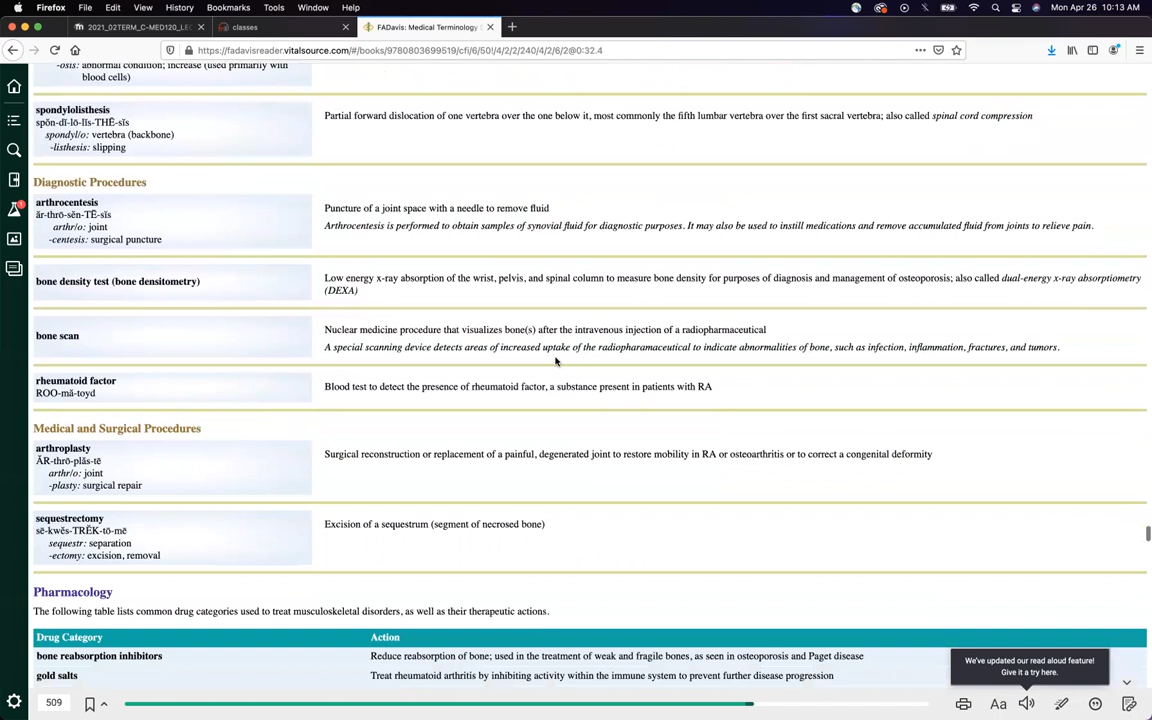 Firefox File Edit View History Bookmarks Tools Window Help Mon Apr 26 10:13 AM
2021_02TERM_C-MED120_LEC classes FADavis: Medical Terminology
https://fadavisreader.vitalsource.com/#/books/9780803699519/cfi/6/50!/4/2/2/240/4/2/6/2@0:32.4
-osis: abnormal condition; increase (used primarily with
blood cells)
spondylolisthesis
spŏn-dĭ-lō-lĭs-THĒ-sĭs
spondyl/o: vertebra (backbone)
-listhesis: slipping
Partial forward dislocation of one vertebra over the one below it, most commonly the fifth lumbar vertebra over the first sacral vertebra; also called spinal cord compression
Diagnostic Procedures
arthrocentesis
ăr-thrō-sĕn-TĒ-sĭs
arthr/o: joint
-centesis: surgical puncture
Puncture of a joint space with a needle to remove fluid
Arthrocentesis is performed to obtain samples of synovial fluid for diagnostic purposes. It may also be used to instill medications and remove accumulated fluid from joints to relieve pain.
bone density test (bone densitometry)
Low energy x-ray absorption of the wrist, pelvis, and spinal column to measure bone density for purposes of diagnosis and management of osteoporosis; also called dual-energy x-ray absorptiometry
(DEXA)
bone scan
Nuclear medicine procedure that visualizes bone(s) after the intravenous injection of a radiopharmaceutical
A special scanning device detects areas of increased uptake of the radiopharamaceutical to indicate abnormalities of bone, such as infection, inflammation, fractures, and tumors.
rheumatoid factor
ROO-mă-toyd
Blood test to detect the presence of rheumatoid factor, a substance present in patients with RA
Medical and Surgical Procedures
arthroplasty
ĂR-thrō-plăs-tē
arthr/o: joint
-plasty: surgical repair
Surgical reconstruction or replacement of a painful, degenerated joint to restore mobility in RA or osteoarthritis or to correct a congenital deformity
sequestrectomy
sē-kwĕs-TRĔK-tō-mē
sequestr: separation
-ectomy: excision, removal
Excision of a sequestrum (segment of necrosed bone)
Pharmacology
The following table lists common drug categories used to treat musculoskeletal disorders, as well as their therapeutic actions.
Drug Category Action
bone reabsorption inhibitors Reduce reabsorption of bone; used in the treatment of weak and fragile bones, as seen in osteoporosis and Paget disease
gold salts Treat rheumatoid arthritis by inhibiting activity within the immune system to prevent further disease progression
We've updated our read aloud feature!
Give it a try here.
509 Aa